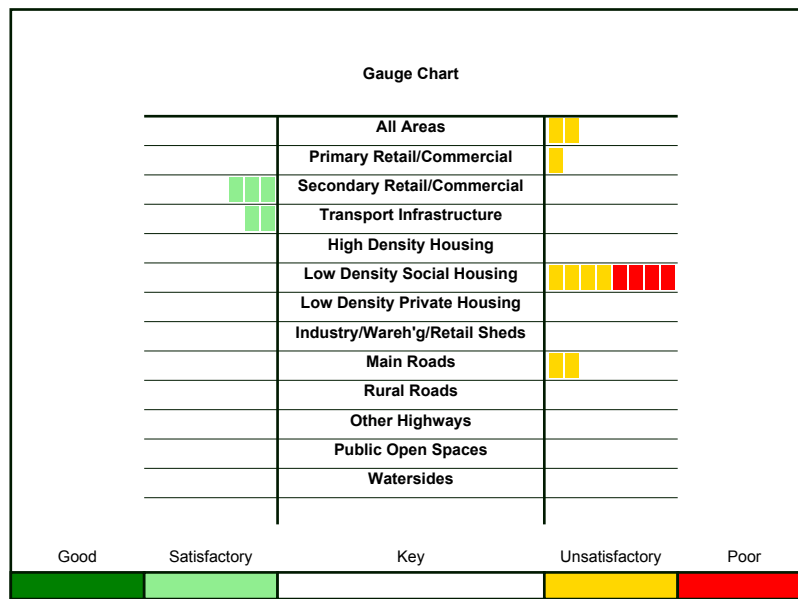 Gauge Chart
All Areas
Primary Retail/Commercial
Secondary Retail/Commercial
Transport Infrastructure
High Density Housing
Low Density Social Housing
Low Density Private Housing
Industry/Wareh'g/Retail Sheds
Main Roads
Rural Roads
Other Highways
Public Open Spaces
Watersides
Good Satisfactory Key Unsatisfactory Poor